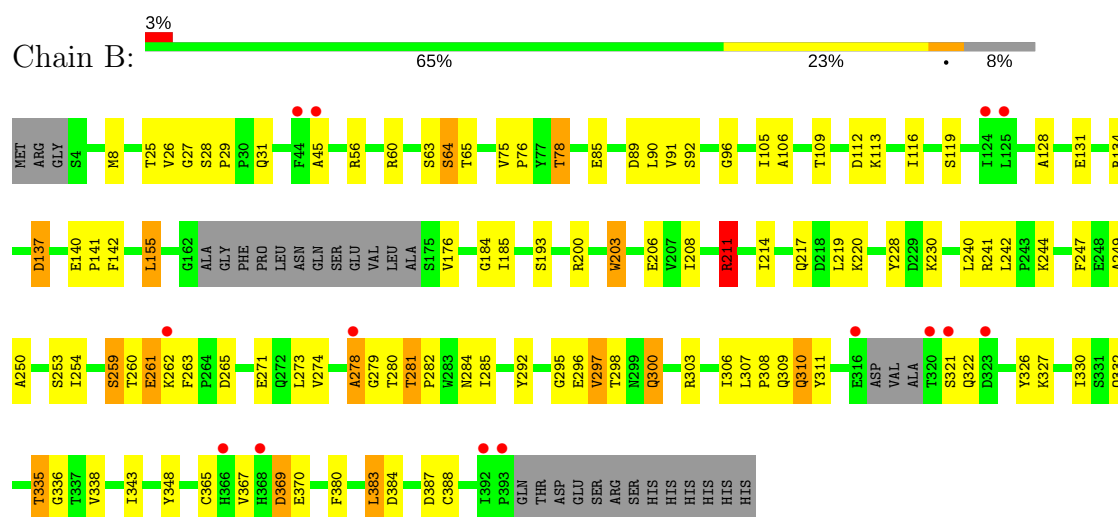 3%
Chain B:
65% 23% • 8%
MET ARG GLY S4 M8 T25 V26 G27 S28 P29 P30 Q31 F44 A45 R56 R60 S63 S64 T65 V75 P76 Y77 T78 E85 D89 L90 V91 S92 G96 I105 A106 T109 D112 K113 I116 S119 I124 L125 A128 E131
D137 E140 P141 F142 L155 G162 ALA GLY PHE PRO LEU ASN GLN SER GLU VAL LEU ALA S175 V176 G184 I185 S193 R200 W203 E206 V207 I208 R211 I214 Q217 D218 L219 K220 Y228 D229 K230 L240 R241 L242 P243 K244 F247 E248
A250 S253 I254 S259 T260 E261 K262 F263 P264 D265 E271 Q272 L273 V274 A278 G279 T280 T281 P282 W283 N284 I285 Y292 G295 E296 V297 T298 N299 Q300 R303 I306 L307 P308 Q309 Q310 Y311 E316 ASP VAL ALA T320 S321 Q322 D323 Y326 K327 I330 S331
T335 G336 T337 V338 I343 Y348 C365 H366 V367 H368 D369 E370 F380 L383 D384 D387 C388 I392 P393 GLN THR ASP GLU SER ARG SER HIS HIS HIS HIS HIS HIS